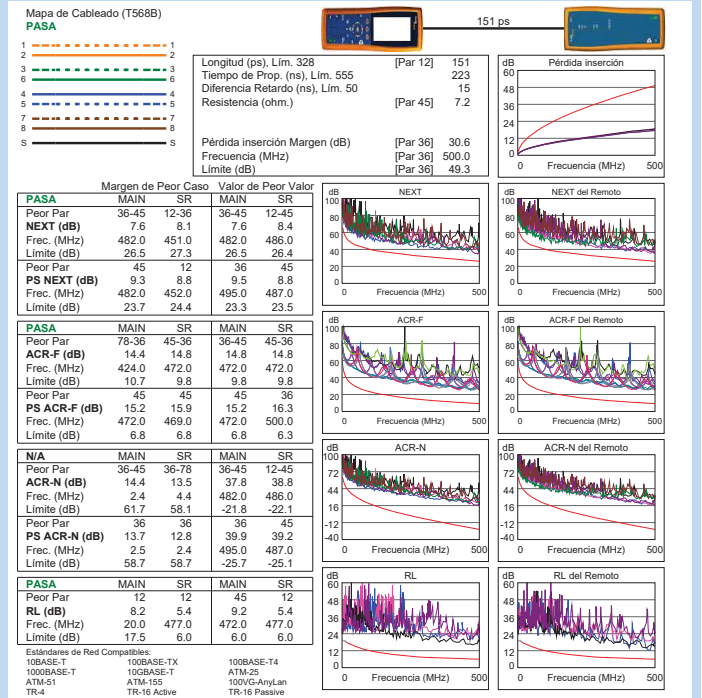 Mapa de Cableado (T568B)
PASA
1 1
2 2
3 3
6 6
4 4
5 5
7 7
8 8
S S
151 ps
Longitud (ps), Lím. 328 [Par 12] 151
Tiempo de Prop. (ns), Lím. 555 223
Diferencia Retardo (ns), Lím. 50 15
Resistencia (ohm.) [Par 45] 7.2
Pérdida inserción Margen (dB) [Par 36] 30.6
Frecuencia (MHz) [Par 36] 500.0
Límite (dB) [Par 36] 49.3
dB Pérdida inserción
60
48
36
24
12
0
0 Frecuencia (MHz) 500
Margen de Peor Caso Valor de Peor Valor
PASA MAIN SR MAIN SR
Peor Par 36-45 12-36 36-45 12-45
NEXT (dB) 7.6 8.1 7.6 8.4
Frec. (MHz) 482.0 451.0 482.0 486.0
Límite (dB) 26.5 27.3 26.5 26.4
Peor Par 45 12 36 45
PS NEXT (dB) 9.3 8.8 9.5 8.8
Frec. (MHz) 482.0 452.0 495.0 487.0
Límite (dB) 23.7 24.4 23.3 23.5
PASA MAIN SR MAIN SR
Peor Par 78-36 45-36 45-36 45-36
ACR-F (dB) 14.4 14.8 14.8 14.8
Frec. (MHz) 424.0 472.0 472.0 472.0
Límite (dB) 10.7 9.8 9.8 9.8
Peor Par 45 45 45 36
PS ACR-F (dB) 15.2 15.9 15.2 16.3
Frec. (MHz) 472.0 469.0 472.0 500.0
Límite (dB) 6.8 6.8 6.8 6.3
N/A MAIN SR MAIN SR
Peor Par 36-45 36-78 36-45 12-45
ACR-N (dB) 14.4 13.5 37.8 38.8
Frec. (MHz) 2.4 4.4 482.0 486.0
Límite (dB) 61.7 58.1 -21.8 -22.1
Peor Par 36 36 36 45
PS ACR-N (dB) 13.7 12.8 39.9 39.2
Frec. (MHz) 2.5 2.4 495.0 487.0
Límite (dB) 58.7 58.7 -25.7 -25.1
PASA MAIN SR MAIN SR
Peor Par 12 12 45 12
RL (dB) 8.2 5.4 9.2 5.4
Frec. (MHz) 20.0 477.0 472.0 477.0
Límite (dB) 17.5 6.0 6.0 6.0
Estándares de Red Compatibles:
10BASE-T 100BASE-TX 100BASE-T4
1000BASE-T 10GBASE-T ATM-25
ATM-51 ATM-155 100VG-AnyLan
TR-4 TR-16 Active TR-16 Passive
dB NEXT
100
80
60
40
20
0
0 Frecuencia (MHz) 500
dB NEXT del Remoto
100
80
60
40
20
0
0 Frecuencia (MHz) 500
dB ACR-F
100
80
60
40
20
0
0 Frecuencia (MHz) 500
dB ACR-F Del Remoto
100
80
60
40
20
0
0 Frecuencia (MHz) 500
dB ACR-N
100
72
44
16
-12
-40
0 Frecuencia (MHz) 500
dB ACR-N del Remoto
100
72
44
16
-12
-40
0 Frecuencia (MHz) 500
dB RL
60
48
36
24
12
0
0 Frecuencia (MHz) 500
dB RL del Remoto
60
48
36
24
12
0
0 Frecuencia (MHz) 500